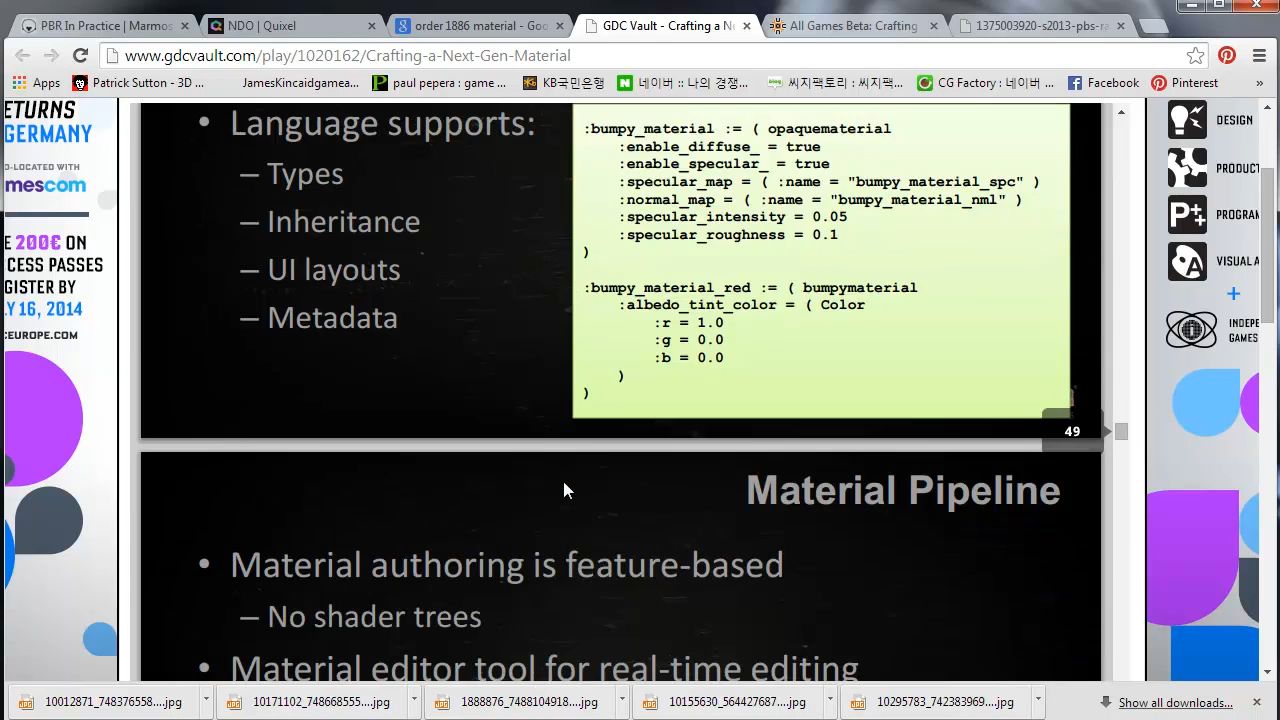 PBR In Practice | Marmos
NDO | Quixel
order 1886 material - Goo
GDC Vault - Crafting a Ne
All Games Beta: Crafting
1375003920-s2013-pbs-ra
www.gdcvault.com/play/1020162/Crafting-a-Next-Gen-Material
Apps
Patrick Sutton - 3D ...
JamesKincaidgamea...
paul pepera: game ...
KB국민은행
네이버 :: 나의 경쟁...
씨지팩토리 : 씨지팩...
CG Factory : 네이버 ...
Facebook
Pinterest
»
ETURNS
GERMANY
O-LOCATED WITH
mescom
E 200€ ON
CCESS PASSES
GISTER BY
LY 16, 2014
CEUROPE.COM
• Language supports:
– Types
– Inheritance
– UI layouts
– Metadata
:bumpy_material := ( opaquematerial
:enable_diffuse_ = true
:enable_specular_ = true
:specular_map = ( :name = "bumpy_material_spc" )
:normal_map = ( :name = "bumpy_material_nml" )
:specular_intensity = 0.05
:specular_roughness = 0.1
)
:bumpy_material_red := ( bumpymaterial
:albedo_tint_color = ( Color
:r = 1.0
:g = 0.0
:b = 0.0
)
)
49
Material Pipeline
• Material authoring is feature-based
– No shader trees
• Material editor tool for real-time editing
DESIGN
PRODUCT
P+
PROGRAM
A
VISUAL A
+
INDEPE
GAMES
10012871_748376558....jpg
10171102_748668555....jpg
1888876_7488104918....jpg
10155630_564427687....jpg
10295783_742383969....jpg
Show all downloads...